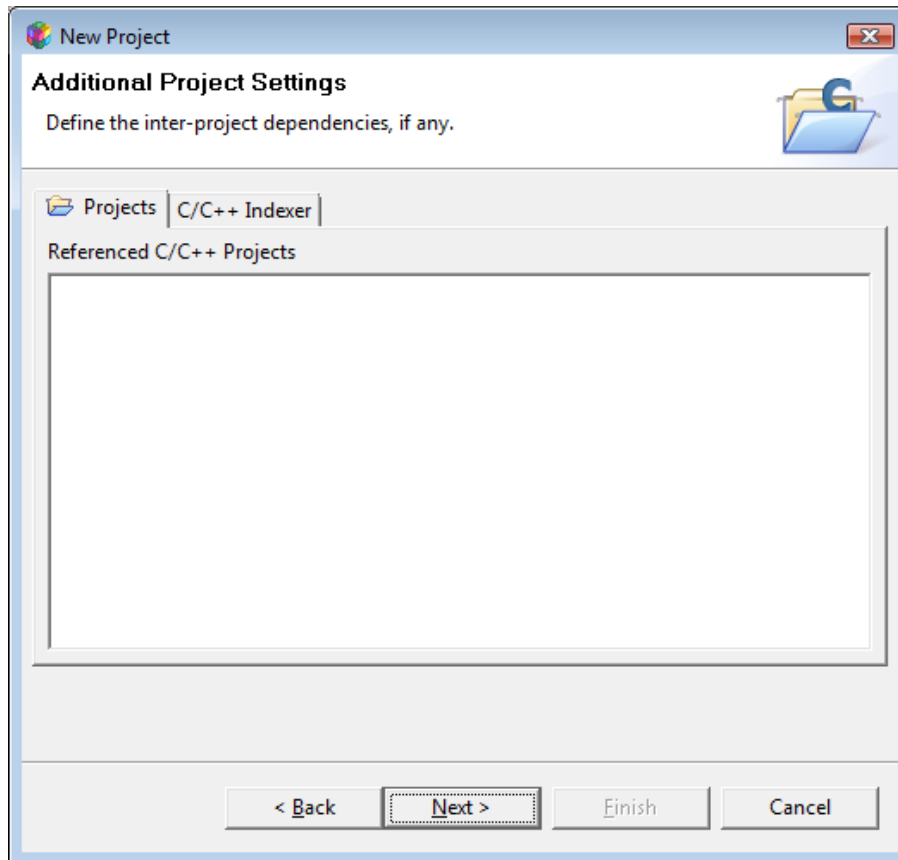 New Project
Additional Project Settings
Define the inter-project dependencies, if any.
Projects
C/C++ Indexer
Referenced C/C++ Projects
< Back
Next >
Finish
Cancel